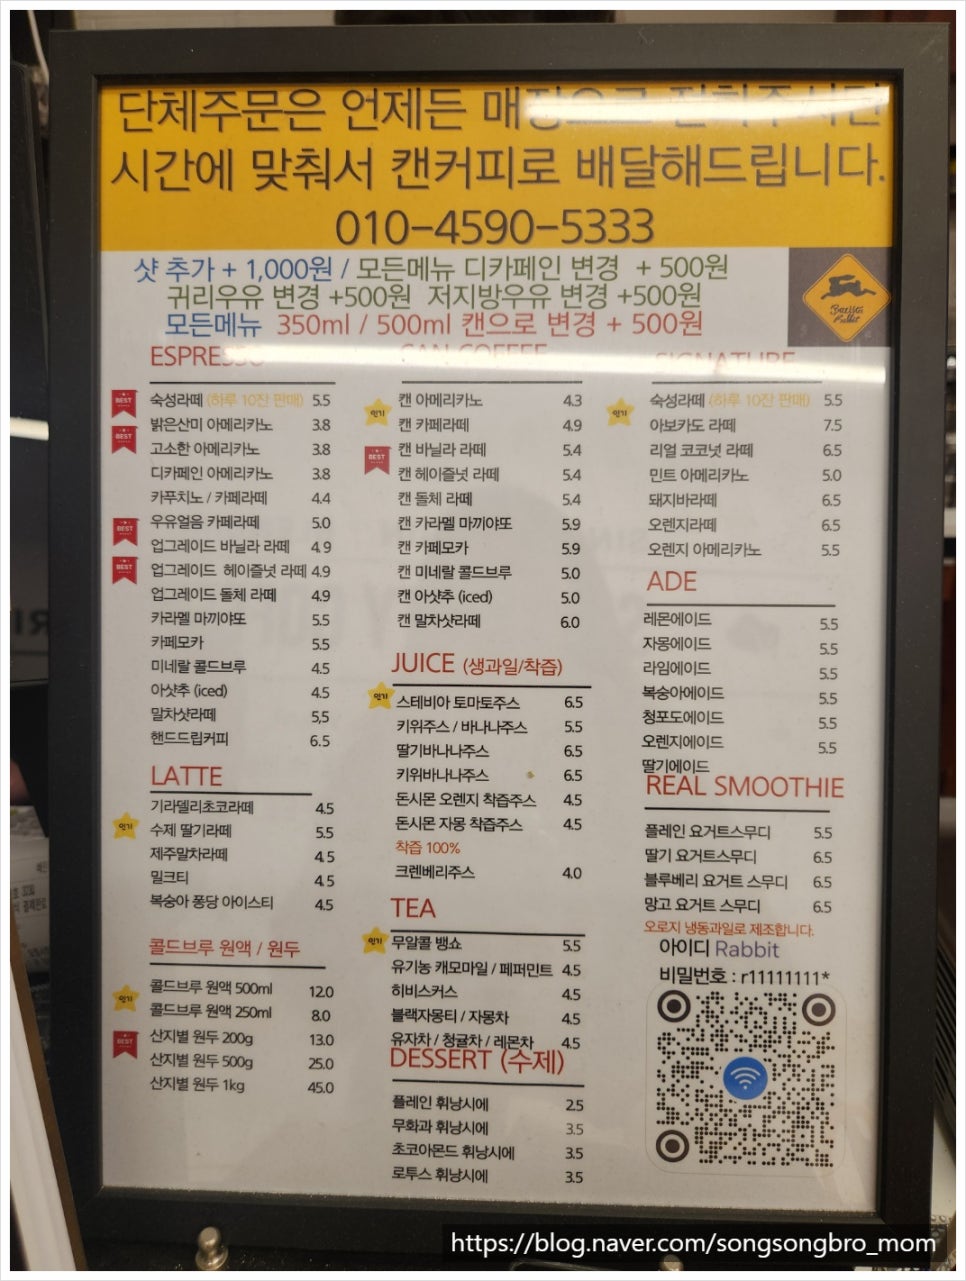 단체주문은 언제든 매장으로 전화주시면
시간에 맞춰서 캔커피로 배달해드립니다.
010-4590-5333
샷 추가 + 1,000원 / 모든메뉴 디카페인 변경 + 500원
귀리우유 변경 +500원 저지방우유 변경 +500원
모든메뉴 350ml / 500ml 캔으로 변경 + 500원
Barista Rabbit
ESPRESSO
BEST 숙성라떼 (하루 10잔 판매) 5.5
밝은산미 아메리카노 3.8
BEST 고소한 아메리카노 3.8
디카페인 아메리카노 3.8
카푸치노 / 카페라떼 4.4
BEST 우유얼음 카페라떼 5.0
업그레이드 바닐라 라떼 4.9
BEST 업그레이드 헤이즐넛 라떼 4.9
업그레이드 돌체 라떼 4.9
카라멜 마끼야또 5.5
카페모카 5.5
미네랄 콜드브루 4.5
아샷추 (iced) 4.5
말차샷라떼 5,5
핸드드립커피 6.5
LATTE
기라델리초코라떼 4.5
인기 수제 딸기라떼 5.5
제주말차라떼 4.5
밀크티 4.5
복숭아 퐁당 아이스티 4.5
콜드브루 원액 / 원두
콜드브루 원액 500ml 12.0
인기 콜드브루 원액 250ml 8.0
BEST 산지별 원두 200g 13.0
산지별 원두 500g 25.0
산지별 원두 1kg 45.0
CAN COFFEE
인기 캔 아메리카노 4.3
캔 카페라떼 4.9
BEST 캔 바닐라 라떼 5.4
캔 헤이즐넛 라떼 5.4
캔 돌체 라떼 5.4
캔 카라멜 마끼야또 5.9
캔 카페모카 5.9
캔 미네랄 콜드브루 5.0
캔 아샷추 (iced) 5.0
캔 말차샷라떼 6.0
JUICE (생과일/착즙)
인기 스테비아 토마토주스 6.5
키위주스 / 바나나주스 5.5
딸기바나나주스 6.5
키위바나나주스 6.5
돈시몬 오렌지 착즙주스 4.5
돈시몬 자몽 착즙주스 4.5
착즙 100%
크렌베리주스 4.0
TEA
인기 무알콜 뱅쇼 5.5
유기농 캐모마일 / 페퍼민트 4.5
히비스커스 4.5
블랙자몽티 / 자몽차 4.5
유자차 / 청귤차 / 레몬차 4.5
DESSERT (수제)
플레인 휘낭시에 2.5
무화과 휘낭시에 3.5
초코아몬드 휘낭시에 3.5
로투스 휘낭시에 3.5
SIGNATURE
인기 숙성라떼 (하루 10잔 판매) 5.5
아보카도 라떼 7.5
리얼 코코넛 라떼 6.5
민트 아메리카노 5.0
돼지바라떼 6.5
오렌지라떼 6.5
오렌지 아메리카노 5.5
ADE
레몬에이드 5.5
자몽에이드 5.5
라임에이드 5.5
복숭아에이드 5.5
청포도에이드 5.5
오렌지에이드 5.5
딸기에이드
REAL SMOOTHIE
플레인 요거트스무디 5.5
딸기 요거트스무디 6.5
블루베리 요거트 스무디 6.5
망고 요거트 스무디 6.5
오로지 냉동과일로 제조합니다.
아이디 Rabbit
비밀번호 : r11111111*
https://blog.naver.com/songsongbro_mom